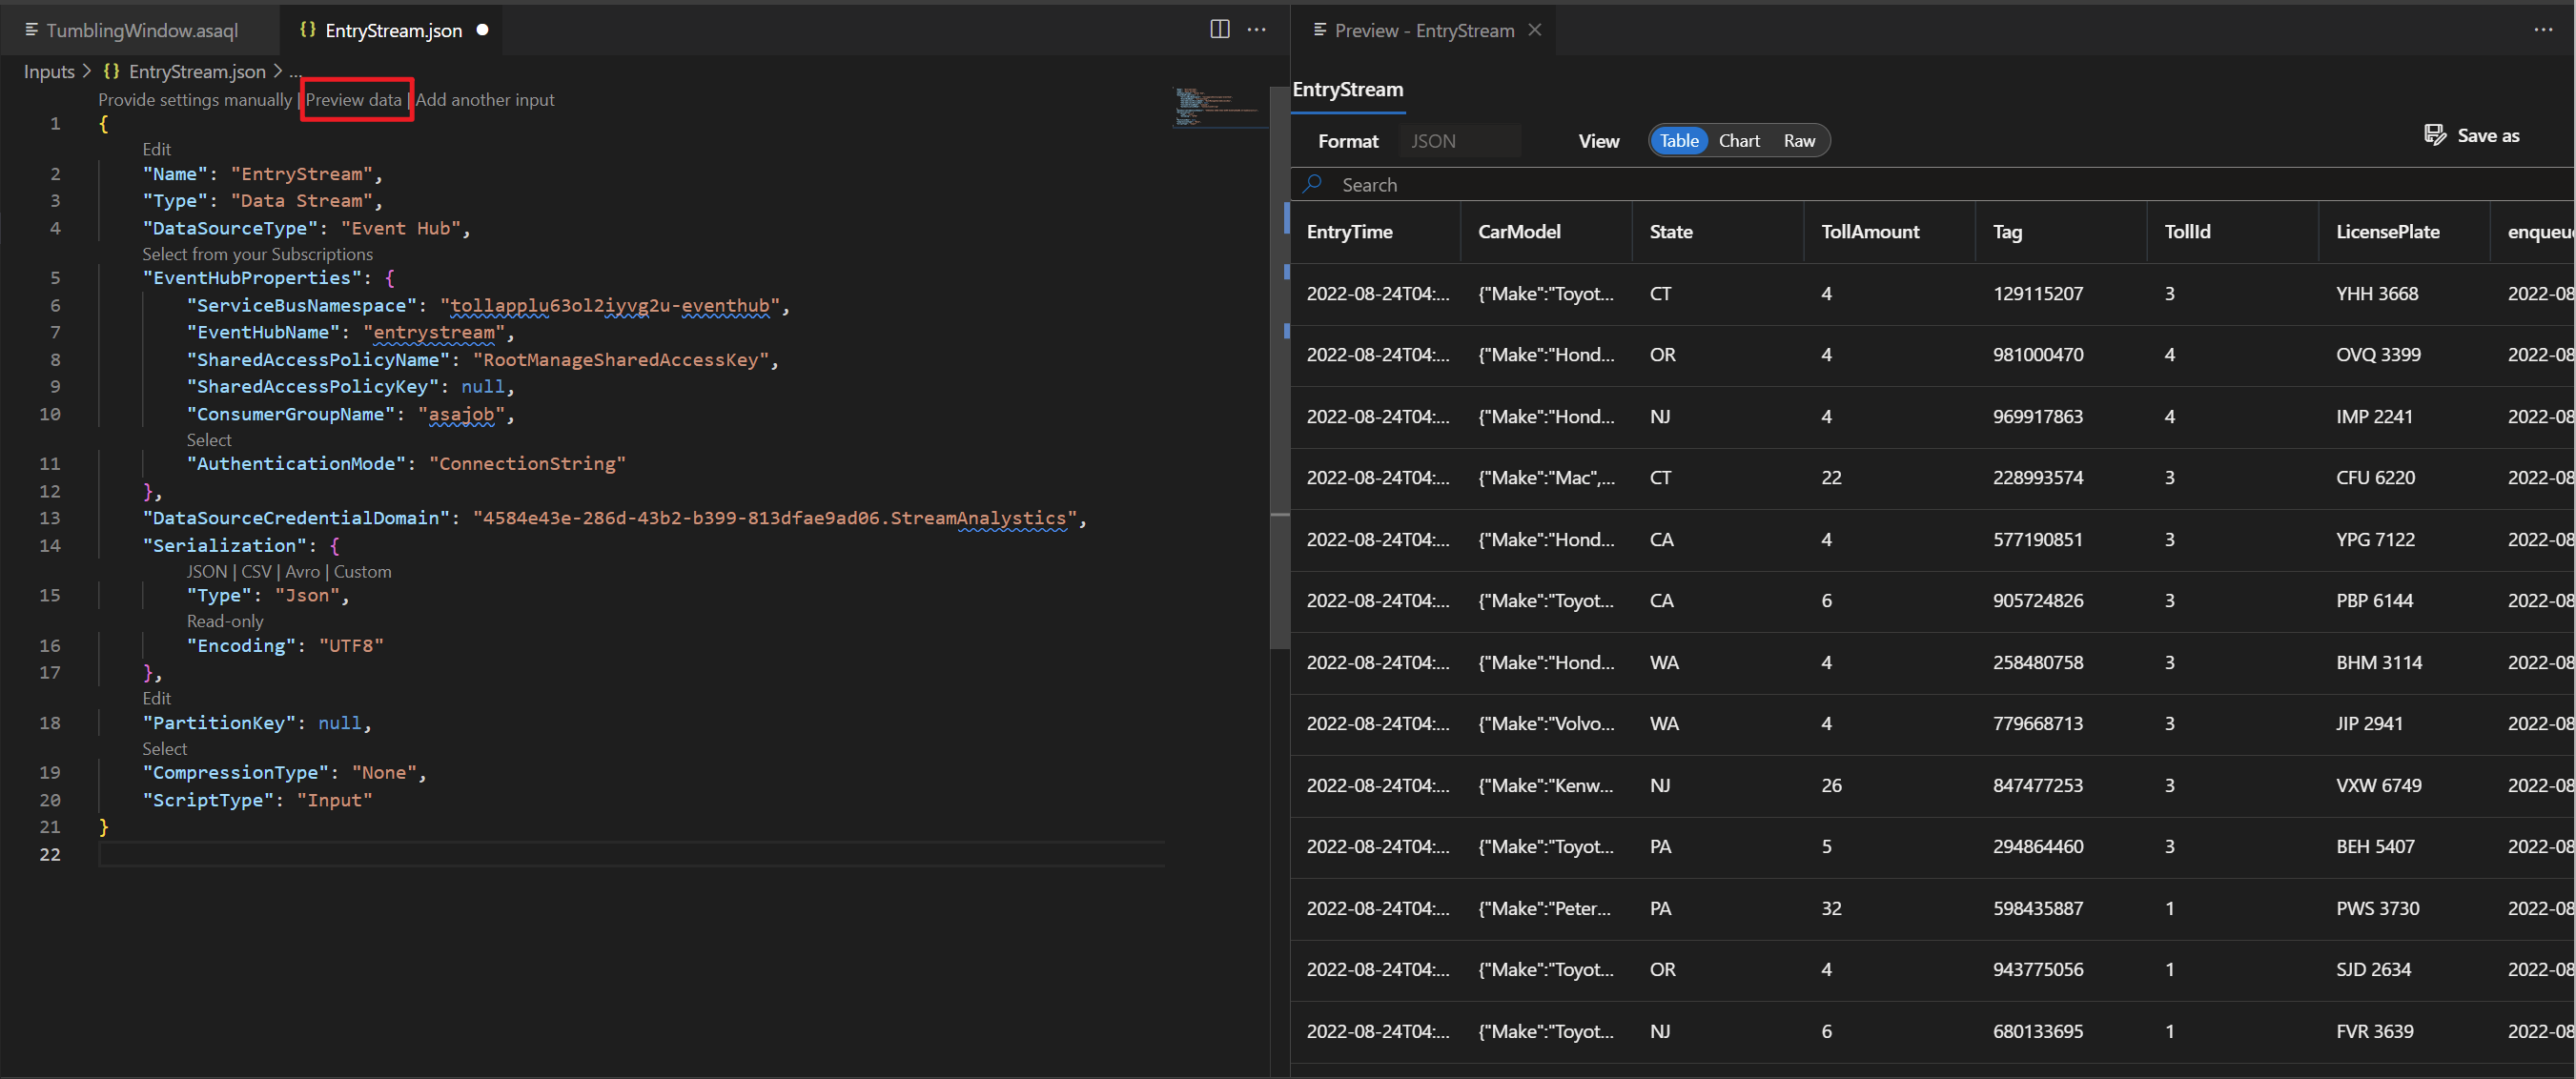 TumblingWindow.asaql
{} EntryStream.json
Inputs > {} EntryStream.json > ...
Provide settings manually | Preview data | Add another input
1 {
Edit
2 "Name": "EntryStream",
3 "Type": "Data Stream",
4 "DataSourceType": "Event Hub",
Select from your Subscriptions
5 "EventHubProperties": {
6 "ServiceBusNamespace": "tollapplu63ol2iyvg2u-eventhub",
7 "EventHubName": "entrystream",
8 "SharedAccessPolicyName": "RootManageSharedAccessKey",
9 "SharedAccessPolicyKey": null,
10 "ConsumerGroupName": "asajob",
Select
11 "AuthenticationMode": "ConnectionString"
12 },
13 "DataSourceCredentialDomain": "4584e43e-286d-43b2-b399-813dfae9ad06.StreamAnalystics",
14 "Serialization": {
JSON | CSV | Avro | Custom
15 "Type": "Json",
Read-only
16 "Encoding": "UTF8"
17 },
Edit
18 "PartitionKey": null,
Select
19 "CompressionType": "None",
20 "ScriptType": "Input"
21 }
22
Preview - EntryStream
EntryStream
Format JSON View Table Chart Raw Save as
Search
EntryTime CarModel State TollAmount Tag TollId LicensePlate enqueu
2022-08-24T04:... {"Make":"Toyot... CT 4 129115207 3 YHH 3668 2022-08
2022-08-24T04:... {"Make":"Hond... OR 4 981000470 4 OVQ 3399 2022-08
2022-08-24T04:... {"Make":"Hond... NJ 4 969917863 4 IMP 2241 2022-08
2022-08-24T04:... {"Make":"Mac",... CT 22 228993574 3 CFU 6220 2022-08
2022-08-24T04:... {"Make":"Hond... CA 4 577190851 3 YPG 7122 2022-08
2022-08-24T04:... {"Make":"Toyot... CA 6 905724826 3 PBP 6144 2022-08
2022-08-24T04:... {"Make":"Hond... WA 4 258480758 3 BHM 3114 2022-08
2022-08-24T04:... {"Make":"Volvo... WA 4 779668713 3 JIP 2941 2022-08
2022-08-24T04:... {"Make":"Kenw... NJ 26 847477253 3 VXW 6749 2022-08
2022-08-24T04:... {"Make":"Toyot... PA 5 294864460 3 BEH 5407 2022-08
2022-08-24T04:... {"Make":"Peter... PA 32 598435887 1 PWS 3730 2022-08
2022-08-24T04:... {"Make":"Toyot... OR 4 943775056 1 SJD 2634 2022-08
2022-08-24T04:... {"Make":"Toyot... NJ 6 680133695 1 FVR 3639 2022-08